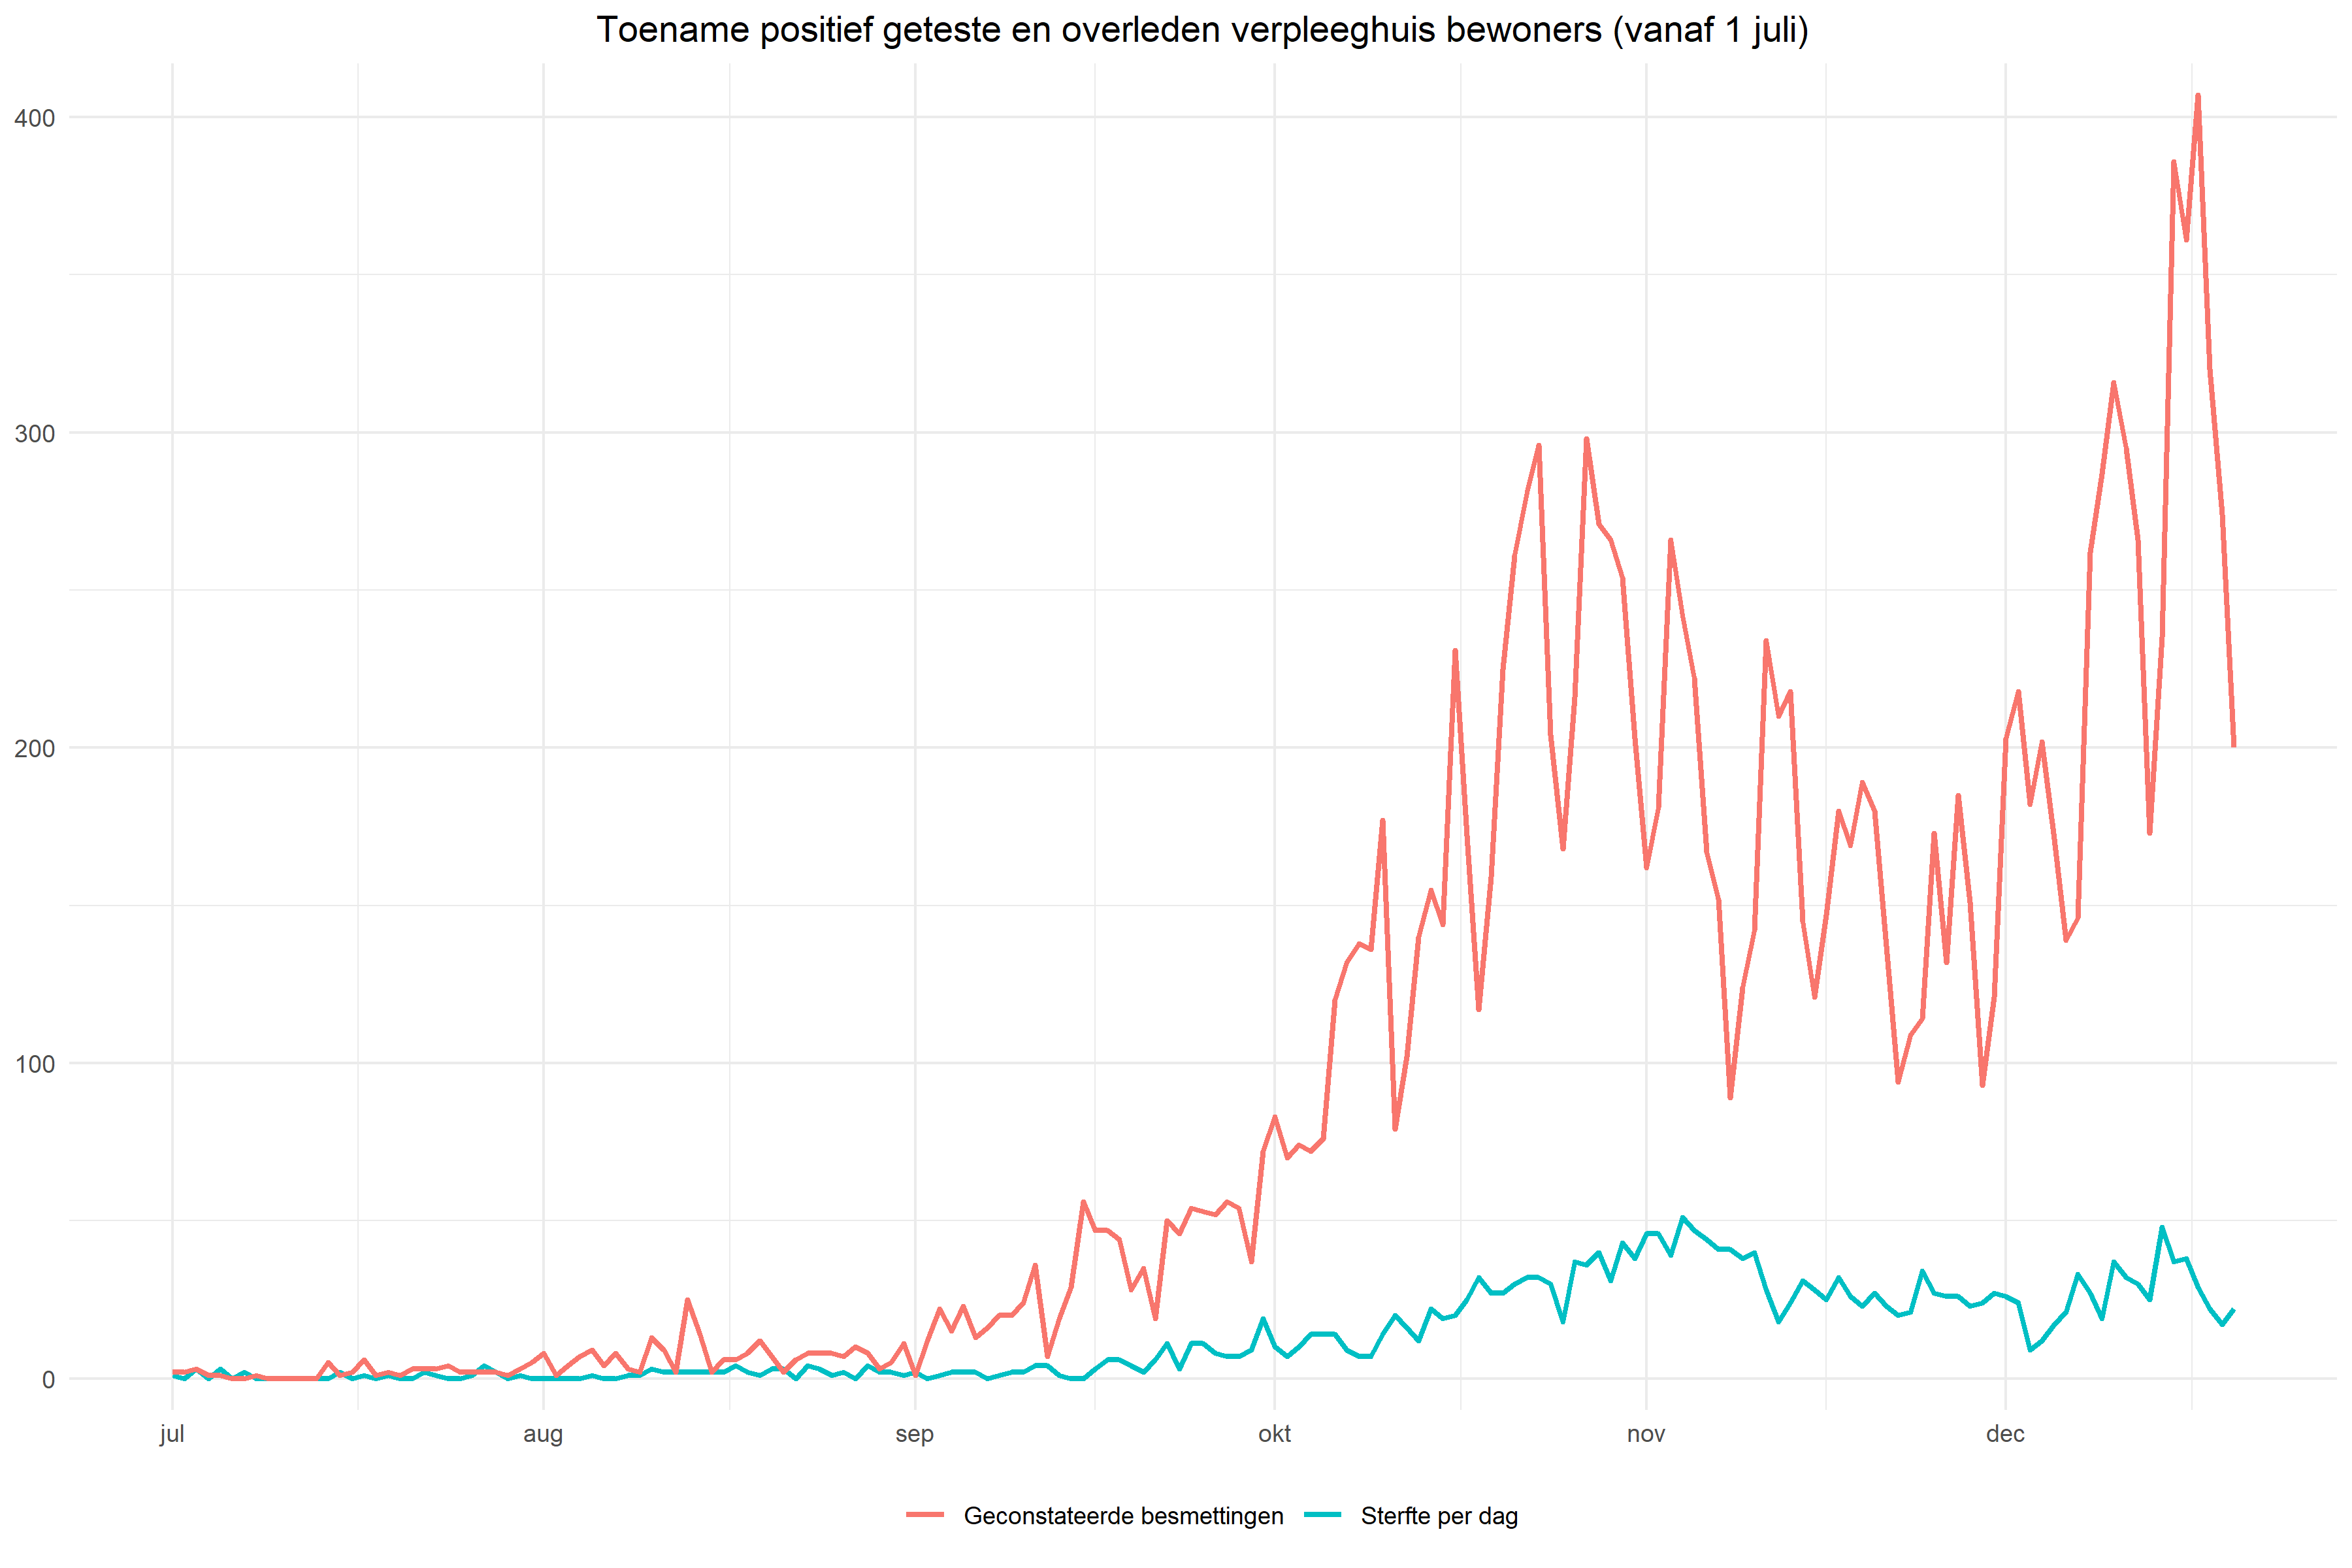 Toename positief geteste en overleden verpleeghuis bewoners (vanaf 1 juli)
400
300
200
100
0
jul aug sep okt nov dec
Geconstateerde besmettingen Sterfte per dag